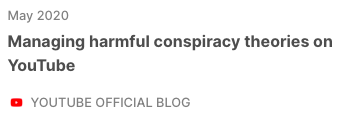 May 2020
Managing harmful conspiracy theories on
YouTube
YOUTUBE OFFICIAL BLOG